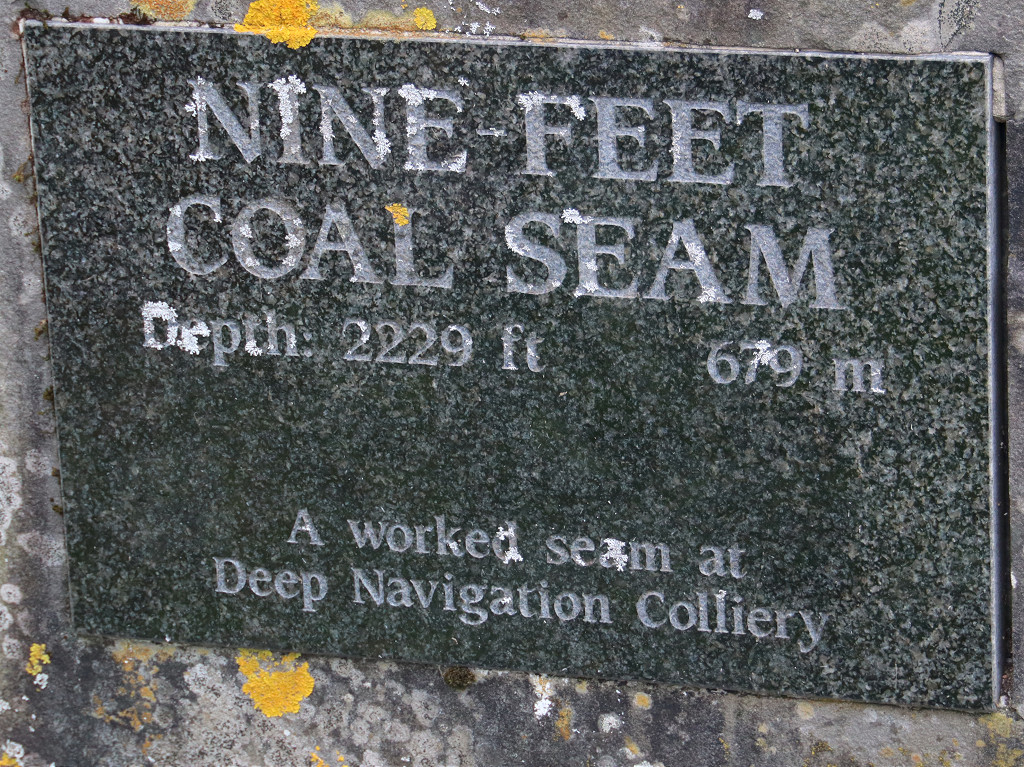 NINE-FEET
COAL SEAM
Depth: 2229 ft 679 m
A worked seam at
Deep Navigation Colliery